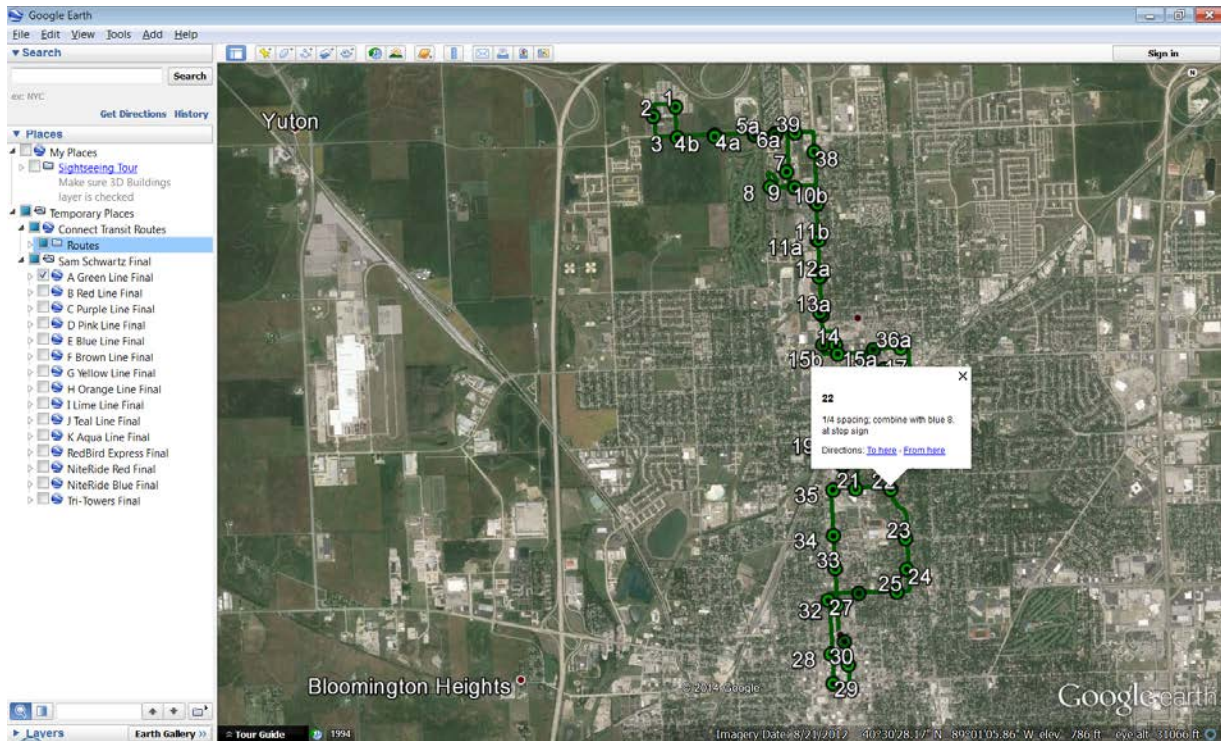 Google Earth
File Edit View Tools Add Help
▼ Search
Sign in
Search
ex: NYC
Get Directions History
▼ Places
My Places
Sightseeing Tour
Make sure 3D Buildings
layer is checked
Temporary Places
Connect Transit Routes
Routes
Sam Schwartz Final
A Green Line Final
B Red Line Final
C Purple Line Final
D Pink Line Final
E Blue Line Final
F Brown Line Final
G Yellow Line Final
H Orange Line Final
I Lime Line Final
J Teal Line Final
K Aqua Line Final
RedBird Express Final
NiteRide Red Final
NiteRide Blue Final
Tri-Towers Final
Layers
Earth Gallery »
N
Yuton
1
2
3 4b 4a 5a 6a 39
38
7
8 9 10b
11b
11a
12a
13a
14 36a
15b 15a 17
22
1/4 spacing; combine with blue 8.
at stop sign
Directions: To here - From here
19
35 21 22
34 23
33 24
25
32 27
28 30
29
Bloomington Heights
© 2014 Google
Google earth
Tour Guide 1994
Imagery Date: 8/21/2012 40°30'28.17" N 89°01'05.86" W elev 786 ft eye alt 31066 ft